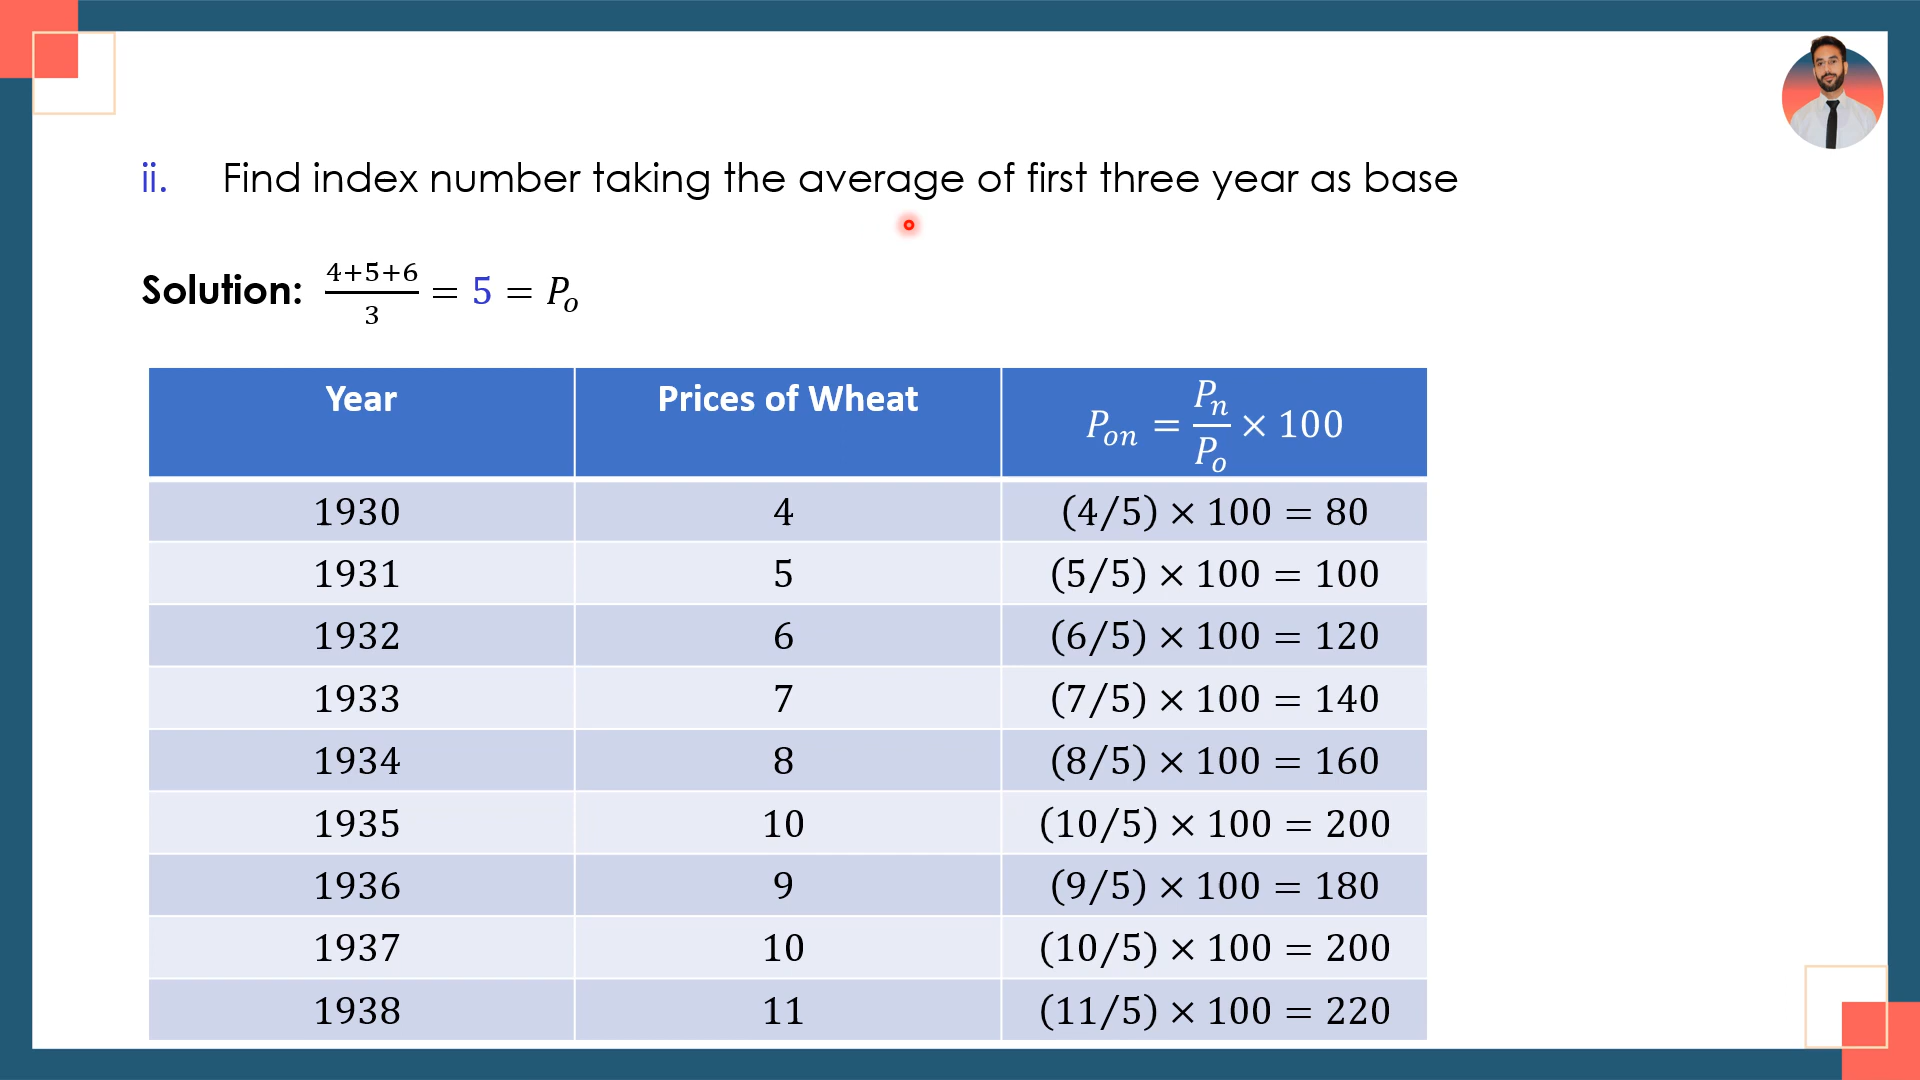 ii. Find index number taking the average of first three year as base
Solution: (4+5+6)/3 = 5 = Pₒ
Year Prices of Wheat Pₒₙ = Pₙ/Pₒ × 100
1930 4 (4/5) × 100 = 80
1931 5 (5/5) × 100 = 100
1932 6 (6/5) × 100 = 120
1933 7 (7/5) × 100 = 140
1934 8 (8/5) × 100 = 160
1935 10 (10/5) × 100 = 200
1936 9 (9/5) × 100 = 180
1937 10 (10/5) × 100 = 200
1938 11 (11/5) × 100 = 220